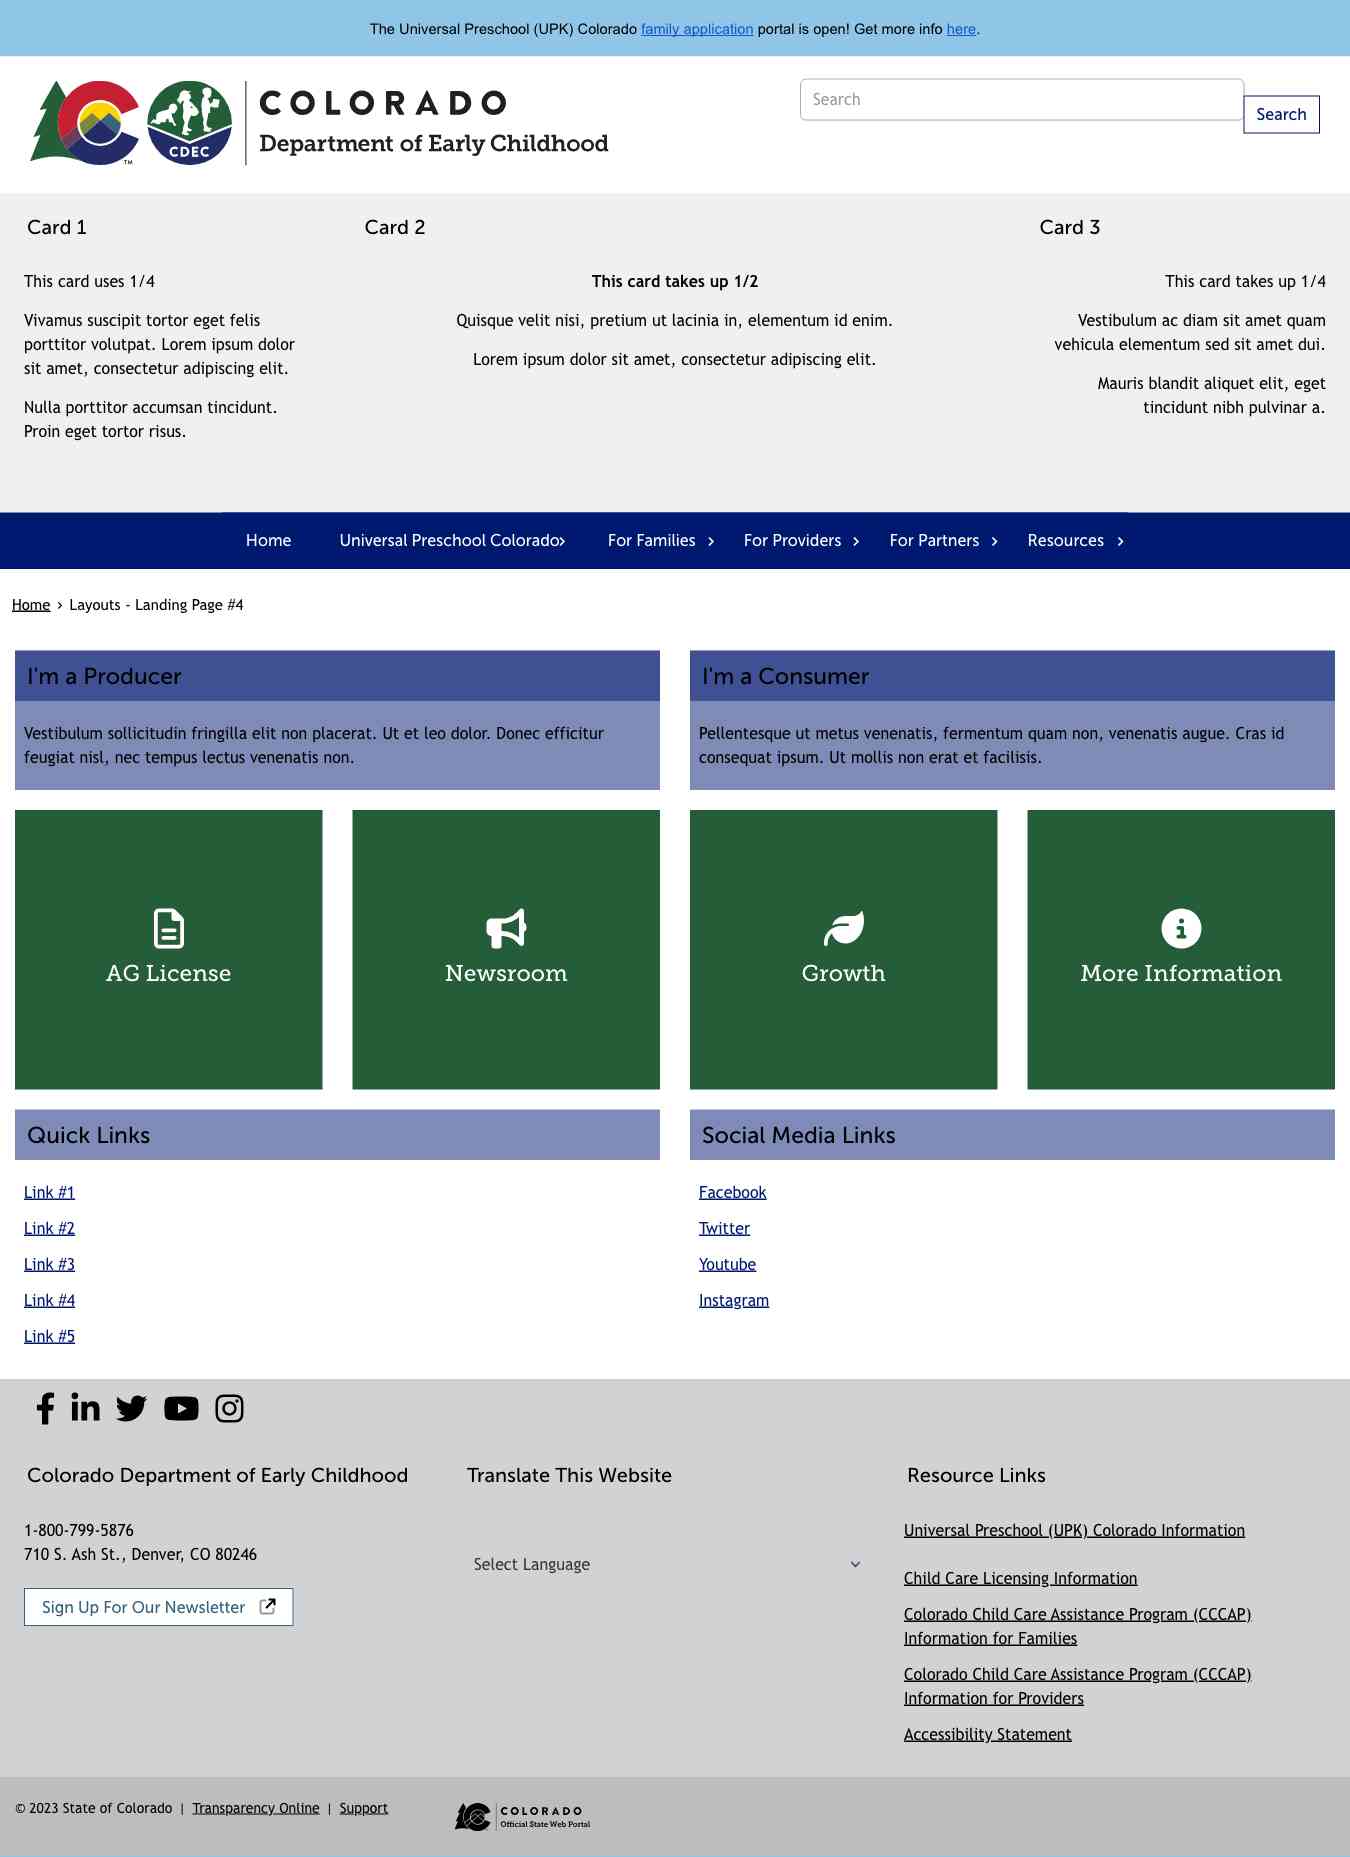 The Universal Preschool (UPK) Colorado family application portal is open! Get more info here.
CDEC
TM
COLORADO
Department of Early Childhood
Search
Search
Card 1
This card uses 1/4
Vivamus suscipit tortor eget felis
porttitor volutpat. Lorem ipsum dolor
sit amet, consectetur adipiscing elit.
Nulla porttitor accumsan tincidunt.
Proin eget tortor risus.
Card 2
This card takes up 1/2
Quisque velit nisi, pretium ut lacinia in, elementum id enim.
Lorem ipsum dolor sit amet, consectetur adipiscing elit.
Card 3
This card takes up 1/4
Vestibulum ac diam sit amet quam
vehicula elementum sed sit amet dui.
Mauris blandit aliquet elit, eget
tincidunt nibh pulvinar a.
Home
Universal Preschool Colorado
For Families
For Providers
For Partners
Resources
Home › Layouts - Landing Page #4
I'm a Producer
Vestibulum sollicitudin fringilla elit non placerat. Ut et leo dolor. Donec efficitur
feugiat nisl, nec tempus lectus venenatis non.
I'm a Consumer
Pellentesque ut metus venenatis, fermentum quam non, venenatis augue. Cras id
consequat ipsum. Ut mollis non erat et facilisis.
AG License
Newsroom
Growth
More Information
Quick Links
Link #1
Link #2
Link #3
Link #4
Link #5
Social Media Links
Facebook
Twitter
Youtube
Instagram
Colorado Department of Early Childhood
1-800-799-5876
710 S. Ash St., Denver, CO 80246
Sign Up For Our Newsletter
Translate This Website
Select Language
Resource Links
Universal Preschool (UPK) Colorado Information
Child Care Licensing Information
Colorado Child Care Assistance Program (CCCAP)
Information for Families
Colorado Child Care Assistance Program (CCCAP)
Information for Providers
Accessibility Statement
© 2023 State of Colorado | Transparency Online | Support
COLORADO
Official State Web Portal